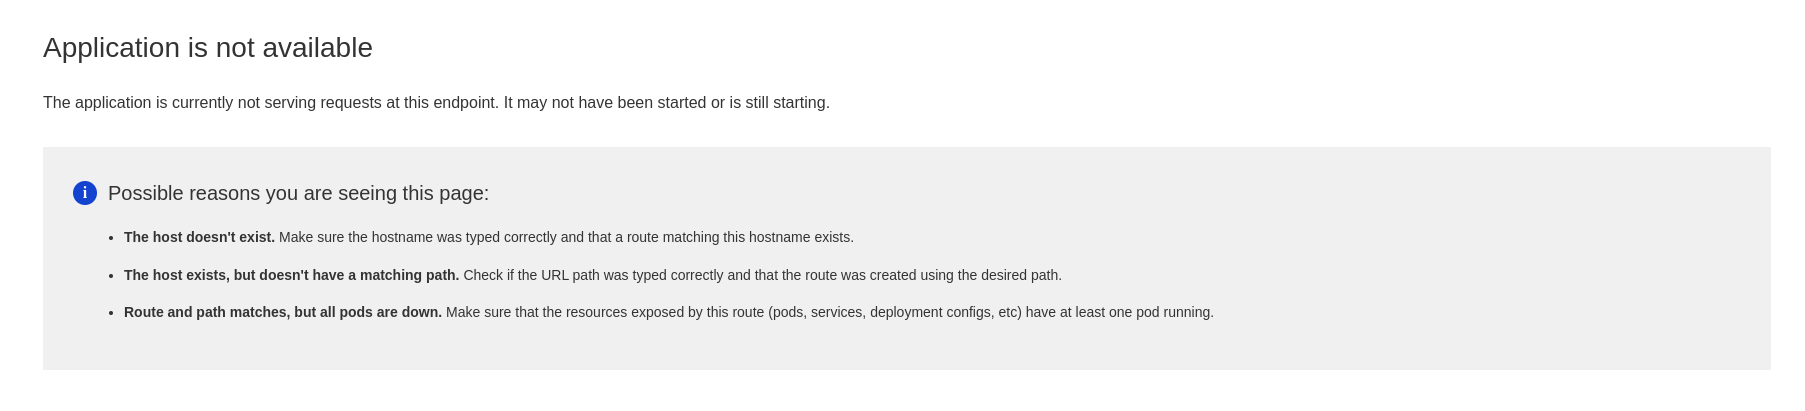 Application is not available
The application is currently not serving requests at this endpoint. It may not have been started or is still starting.
i Possible reasons you are seeing this page:
• The host doesn't exist. Make sure the hostname was typed correctly and that a route matching this hostname exists.
• The host exists, but doesn't have a matching path. Check if the URL path was typed correctly and that the route was created using the desired path.
• Route and path matches, but all pods are down. Make sure that the resources exposed by this route (pods, services, deployment configs, etc) have at least one pod running.